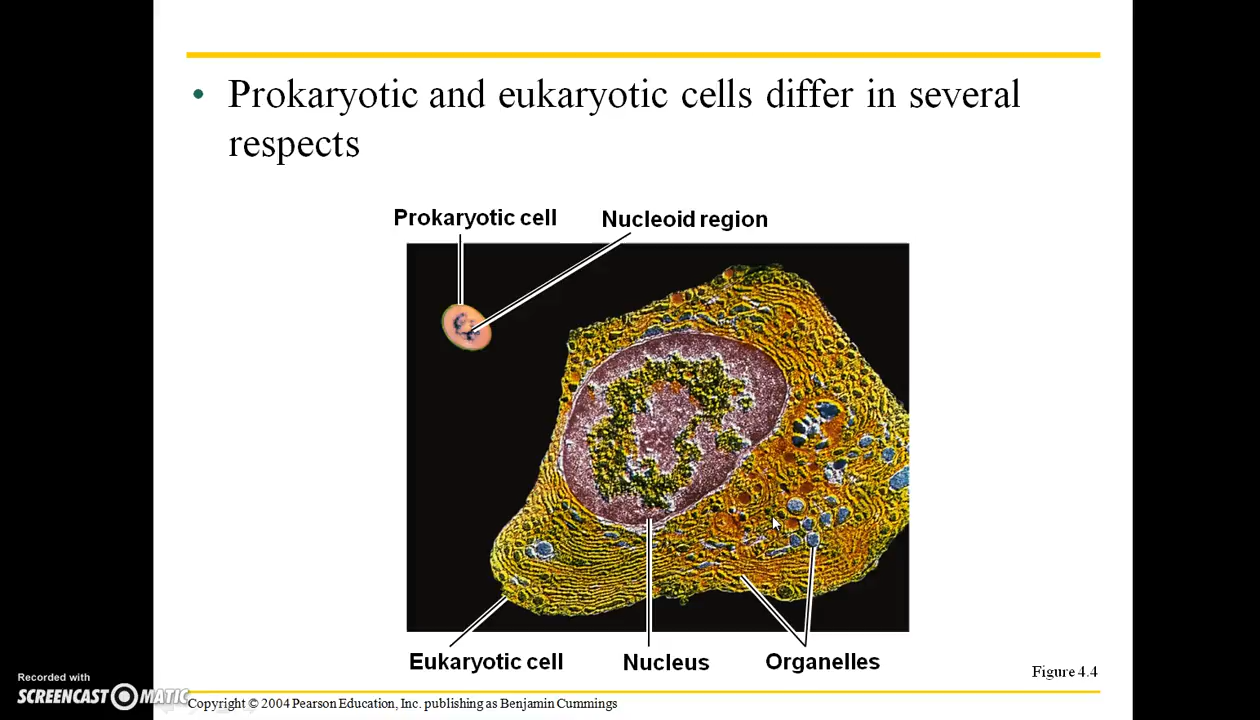 • Prokaryotic and eukaryotic cells differ in several
respects
Prokaryotic cell
Nucleoid region
Eukaryotic cell
Nucleus
Organelles
Figure 4.4
Recorded with
SCREENCAST MATIC
Copyright © 2004 Pearson Education, Inc. publishing as Benjamin Cummings